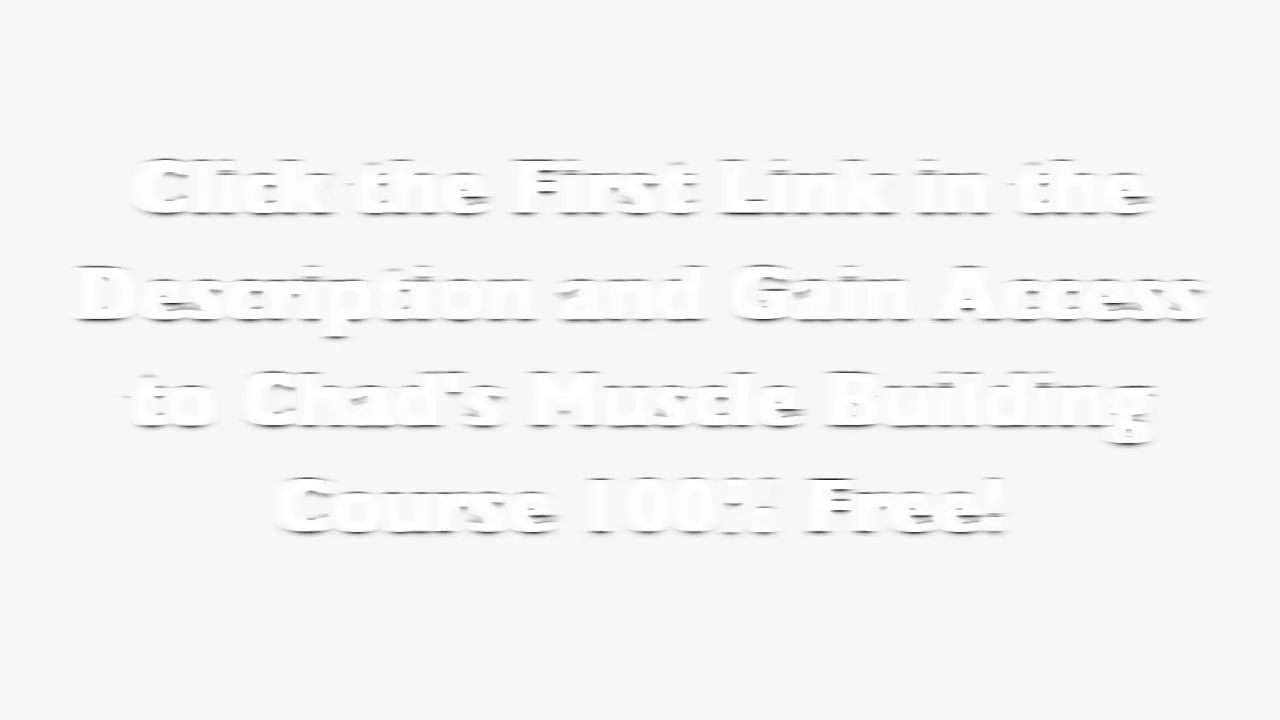 Click the First Link in the
Description and Gain Access
to Chad's Muscle Building
Course 100% Free!